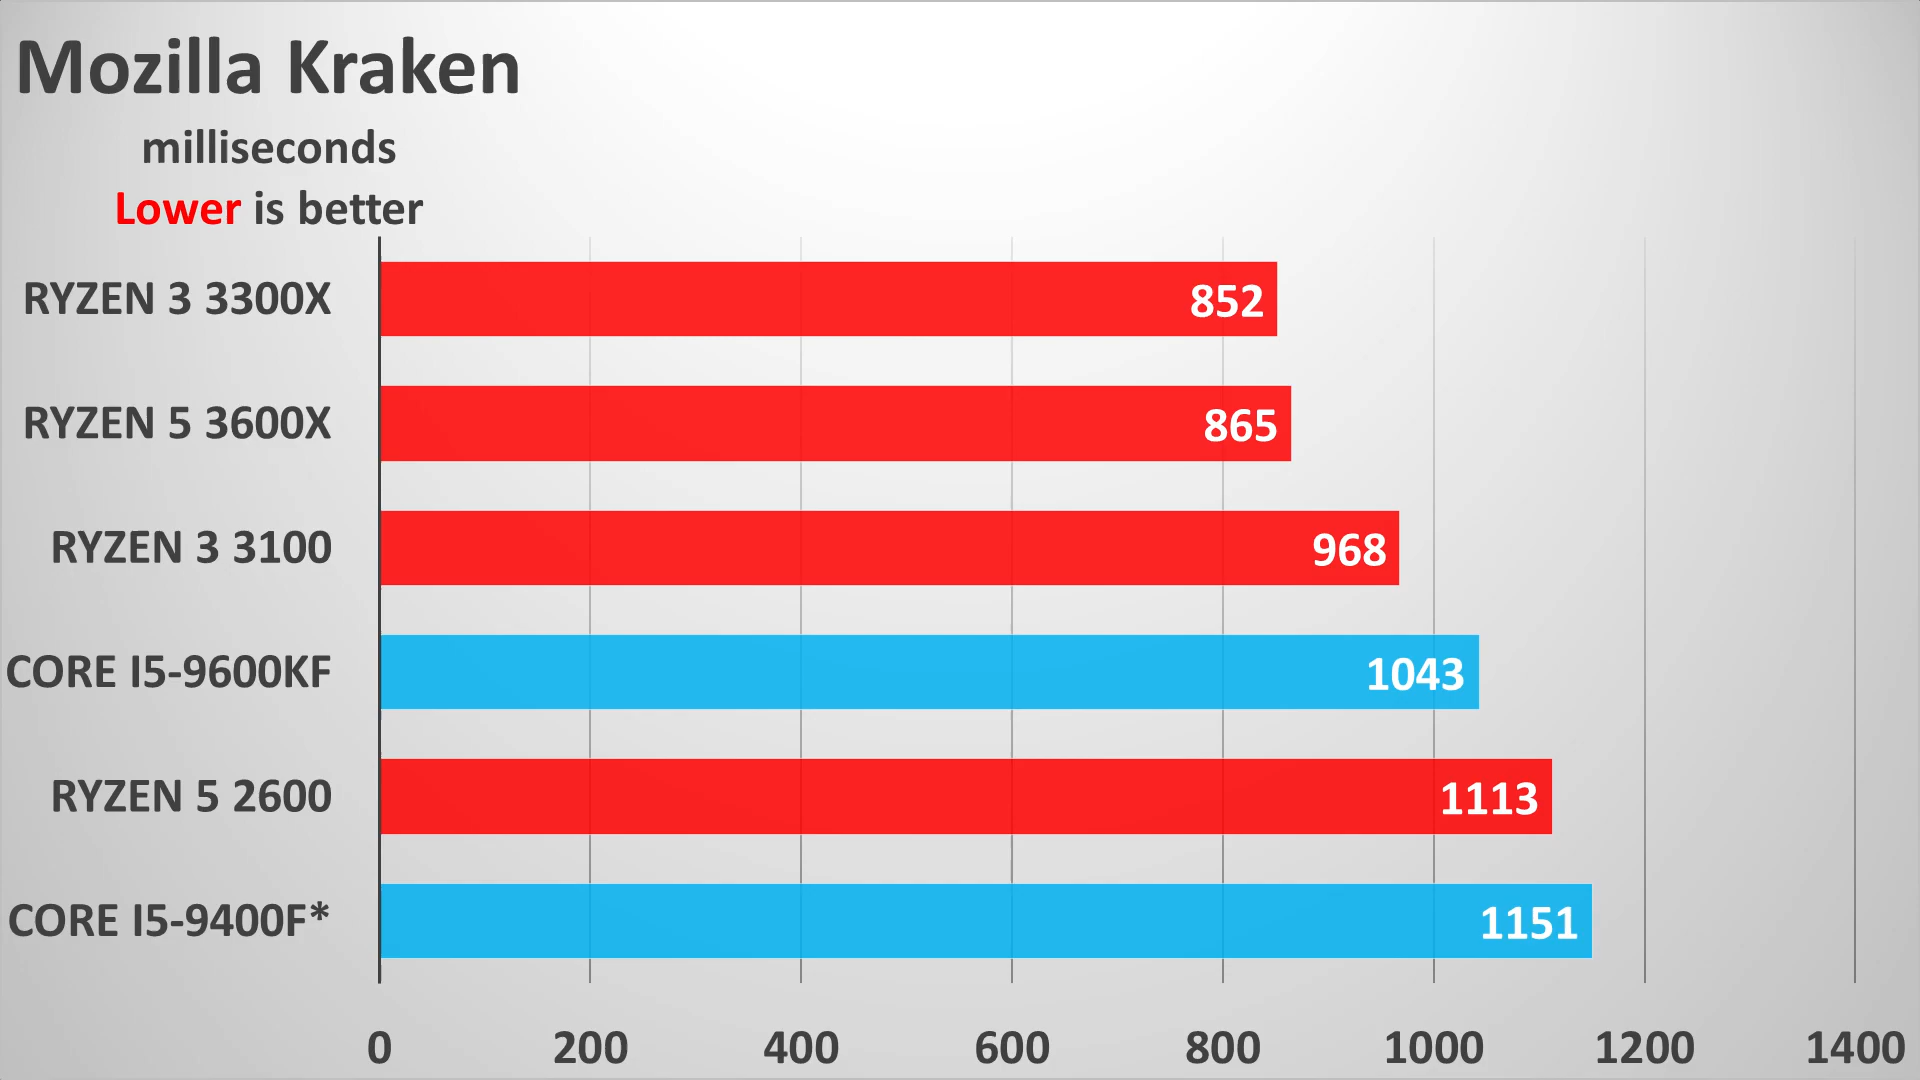 Mozilla Kraken
milliseconds
Lower is better
RYZEN 3 3300X 852
RYZEN 5 3600X 865
RYZEN 3 3100 968
CORE I5-9600KF 1043
RYZEN 5 2600 1113
CORE I5-9400F* 1151
0 200 400 600 800 1000 1200 1400